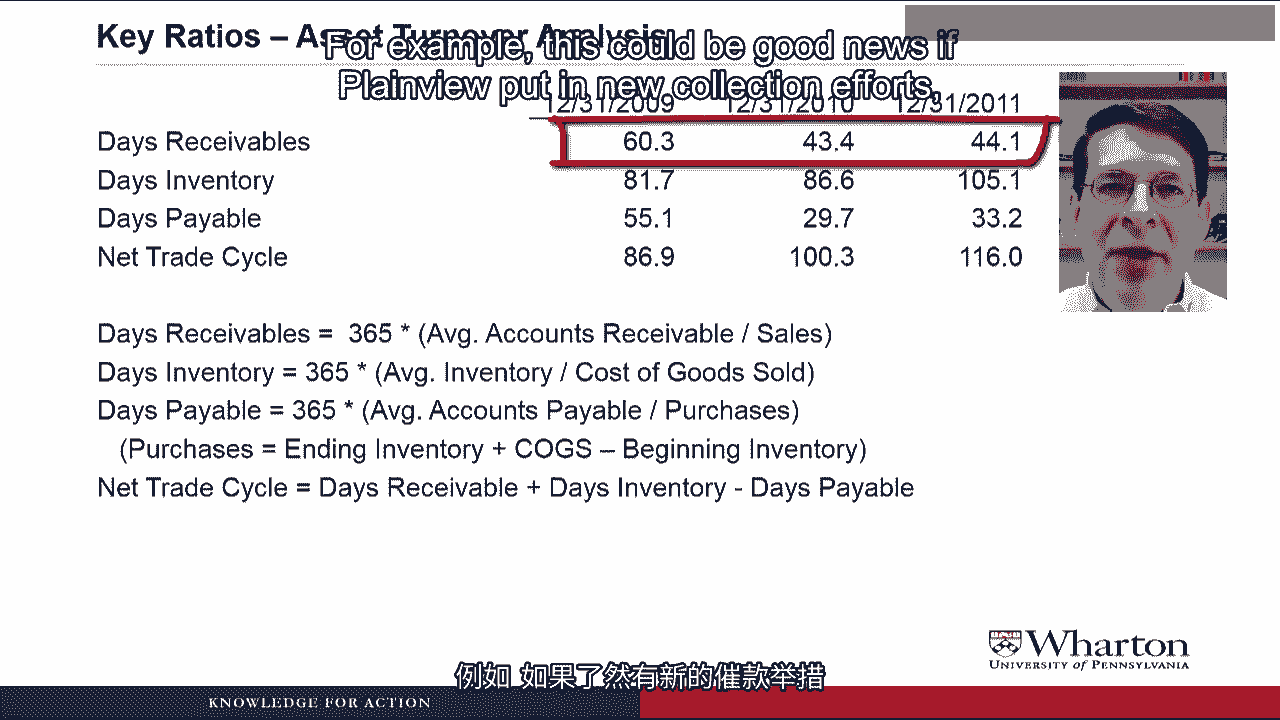 Key Ratios – Asset Turnover Analysis
For example, this could be good news if
Plainview put in new collection efforts,
12/31/2009 12/31/2010 12/31/2011
Days Receivables 60.3 43.4 44.1
Days Inventory 81.7 86.6 105.1
Days Payable 55.1 29.7 33.2
Net Trade Cycle 86.9 100.3 116.0
Days Receivables = 365 * (Avg. Accounts Receivable / Sales)
Days Inventory = 365 * (Avg. Inventory / Cost of Goods Sold)
Days Payable = 365 * (Avg. Accounts Payable / Purchases)
(Purchases = Ending Inventory + COGS – Beginning Inventory)
Net Trade Cycle = Days Receivable + Days Inventory - Days Payable
Wharton
UNIVERSITY of PENNSYLVANIA
例如 如果了然有新的催款举措
KNOWLEDGE FOR ACTION